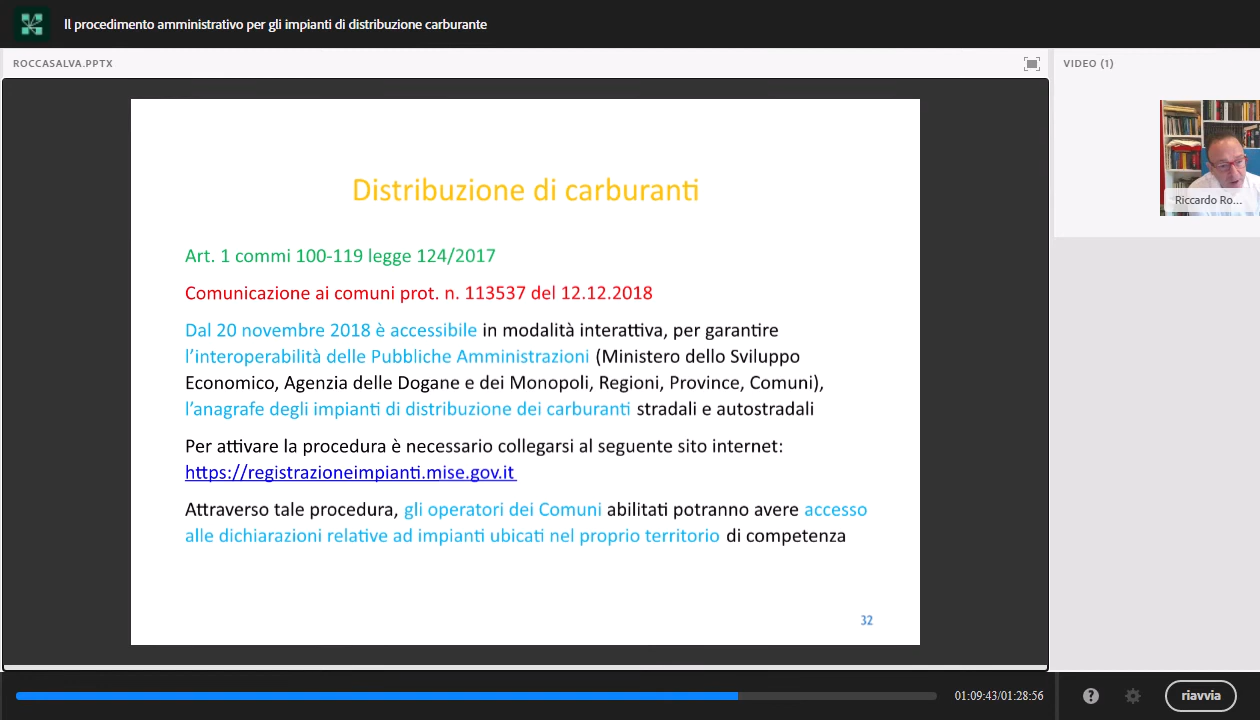 Il procedimento amministrativo per gli impianti di distribuzione carburante
ROCCASALVA.PPTX
VIDEO (1)
Distribuzione di carburanti
Art. 1 commi 100-119 legge 124/2017
Comunicazione ai comuni prot. n. 113537 del 12.12.2018
Dal 20 novembre 2018 è accessibile in modalità interattiva, per garantire
l'interoperabilità delle Pubbliche Amministrazioni (Ministero dello Sviluppo
Economico, Agenzia delle Dogane e dei Monopoli, Regioni, Province, Comuni),
l'anagrafe degli impianti di distribuzione dei carburanti stradali e autostradali
Per attivare la procedura è necessario collegarsi al seguente sito internet:
https://registrazioneimpianti.mise.gov.it
Attraverso tale procedura, gli operatori dei Comuni abilitati potranno avere accesso
alle dichiarazioni relative ad impianti ubicati nel proprio territorio di competenza
32
Riccardo Ro...
01:09:43/01:28:56
riavvia